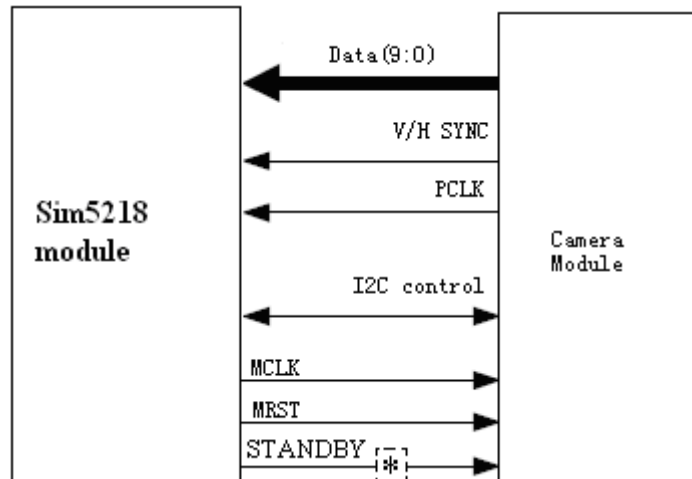 Data(9:0)
V/H SYNC
PCLK
Sim5218
module
Camera
Module
I2C control
MCLK
MRST
STANDBY
*